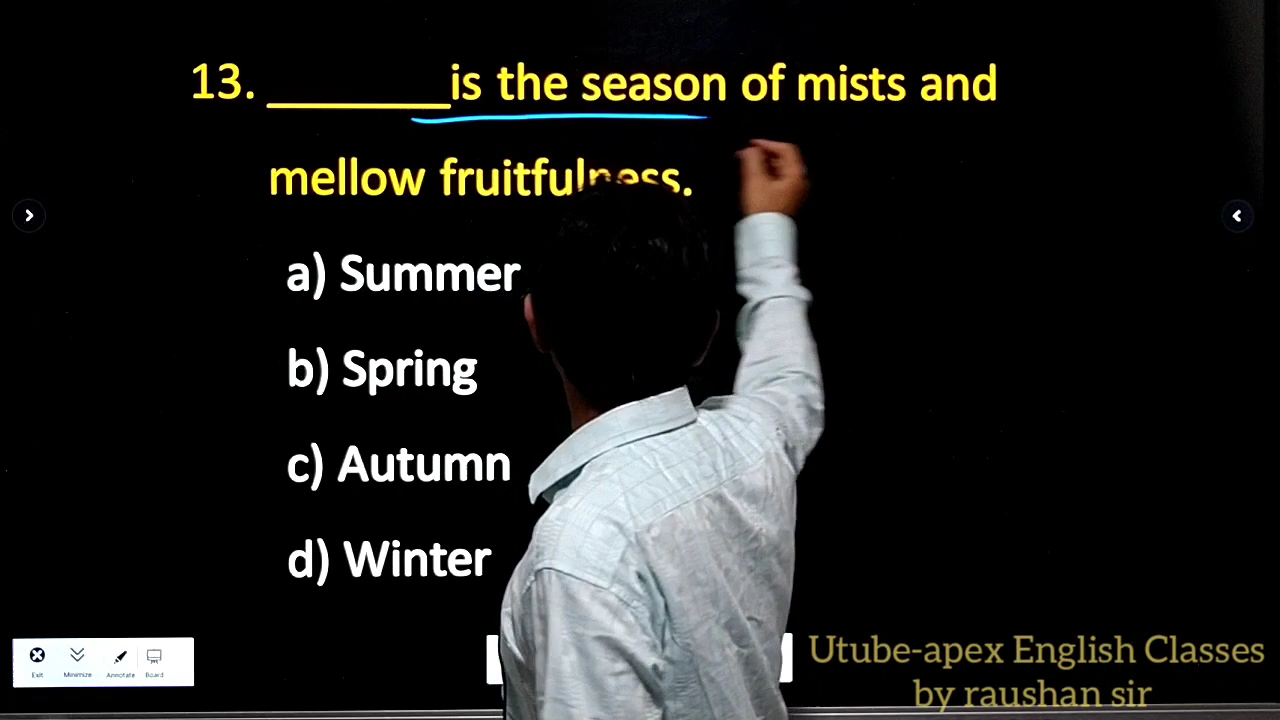 13. _______is the season of mists and
mellow fruitfulness.
a) Summer
b) Spring
c) Autumn
d) Winter
Exit Minimize Annotate Board
Utube-apex English Classes
by raushan sir